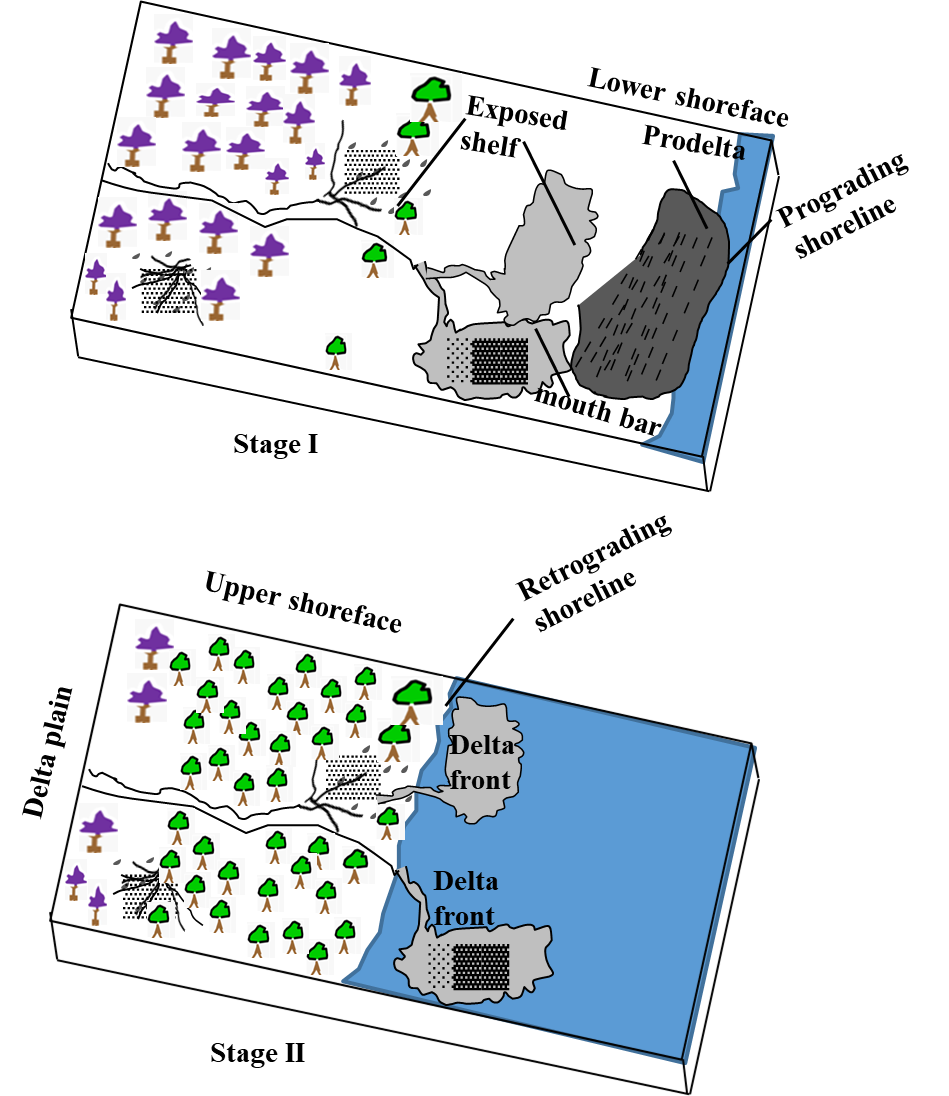 Lower shoreface
Exposed
shelf
Prodelta
Prograding
shoreline
mouth bar
Stage I
Retrograding
shoreline
Upper shoreface
Delta plain
Delta
front
Delta
front
Stage II